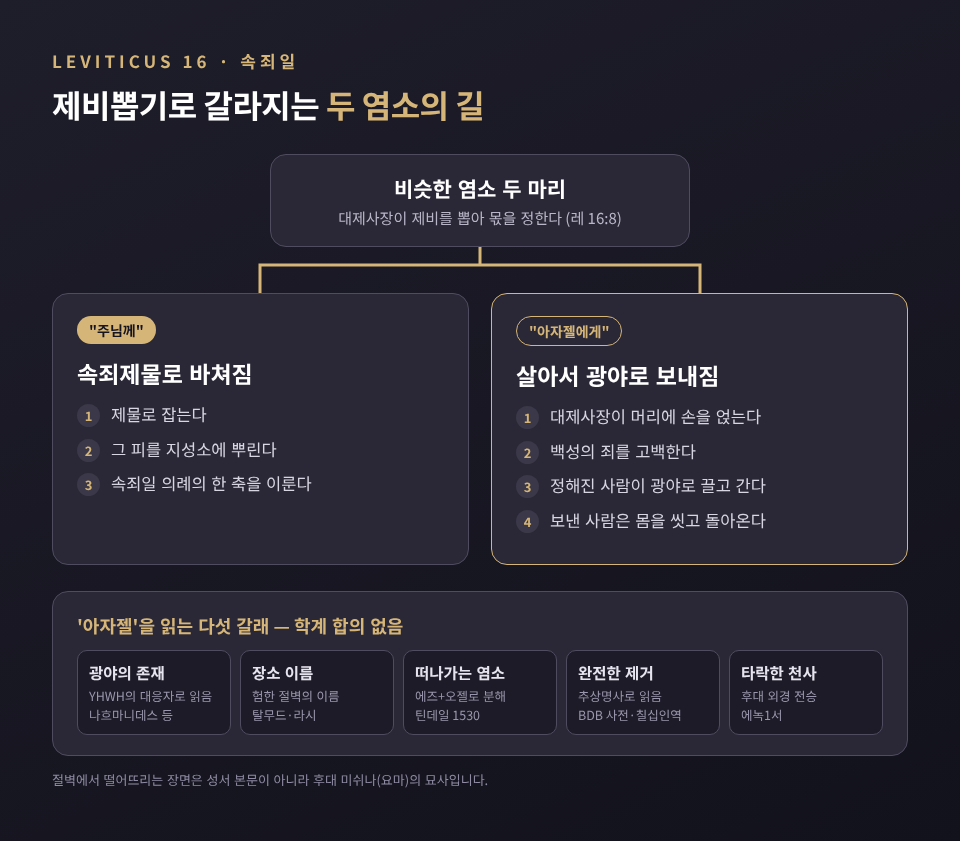 LEVITICUS 16 · 속죄일
제비뽑기로 갈라지는 두 염소의 길
비슷한 염소 두 마리
대제사장이 제비를 뽑아 몫을 정한다 (레 16:8)
"주님께"
속죄제물로 바쳐짐
1 제물로 잡는다
2 그 피를 지성소에 뿌린다
3 속죄일 의례의 한 축을 이룬다
"아자젤에게"
살아서 광야로 보내짐
1 대제사장이 머리에 손을 얹는다
2 백성의 죄를 고백한다
3 정해진 사람이 광야로 끌고 간다
4 보낸 사람은 몸을 씻고 돌아온다
'아자젤'을 읽는 다섯 갈래 — 학계 합의 없음
광야의 존재
YHWH의 대응자로 읽음
나흐마니데스 등
장소 이름
험한 절벽의 이름
탈무드·라시
떠나가는 염소
에즈+오젤로 분해
틴데일 1530
완전한 제거
추상명사로 읽음
BDB 사전·칠십인역
타락한 천사
후대 외경 전승
에녹1서
절벽에서 떨어뜨리는 장면은 성서 본문이 아니라 후대 미쉬나(요마)의 묘사입니다.